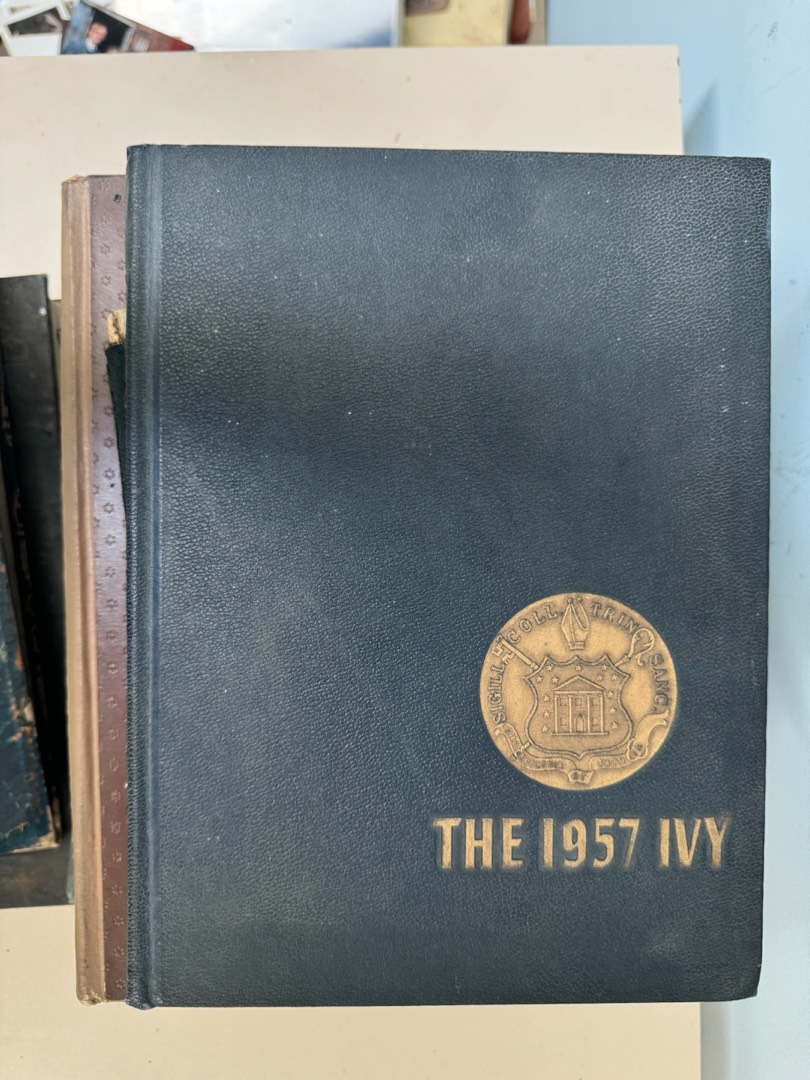 SIGILL. COLL. TRIN SANC.
THE 1957 IVY